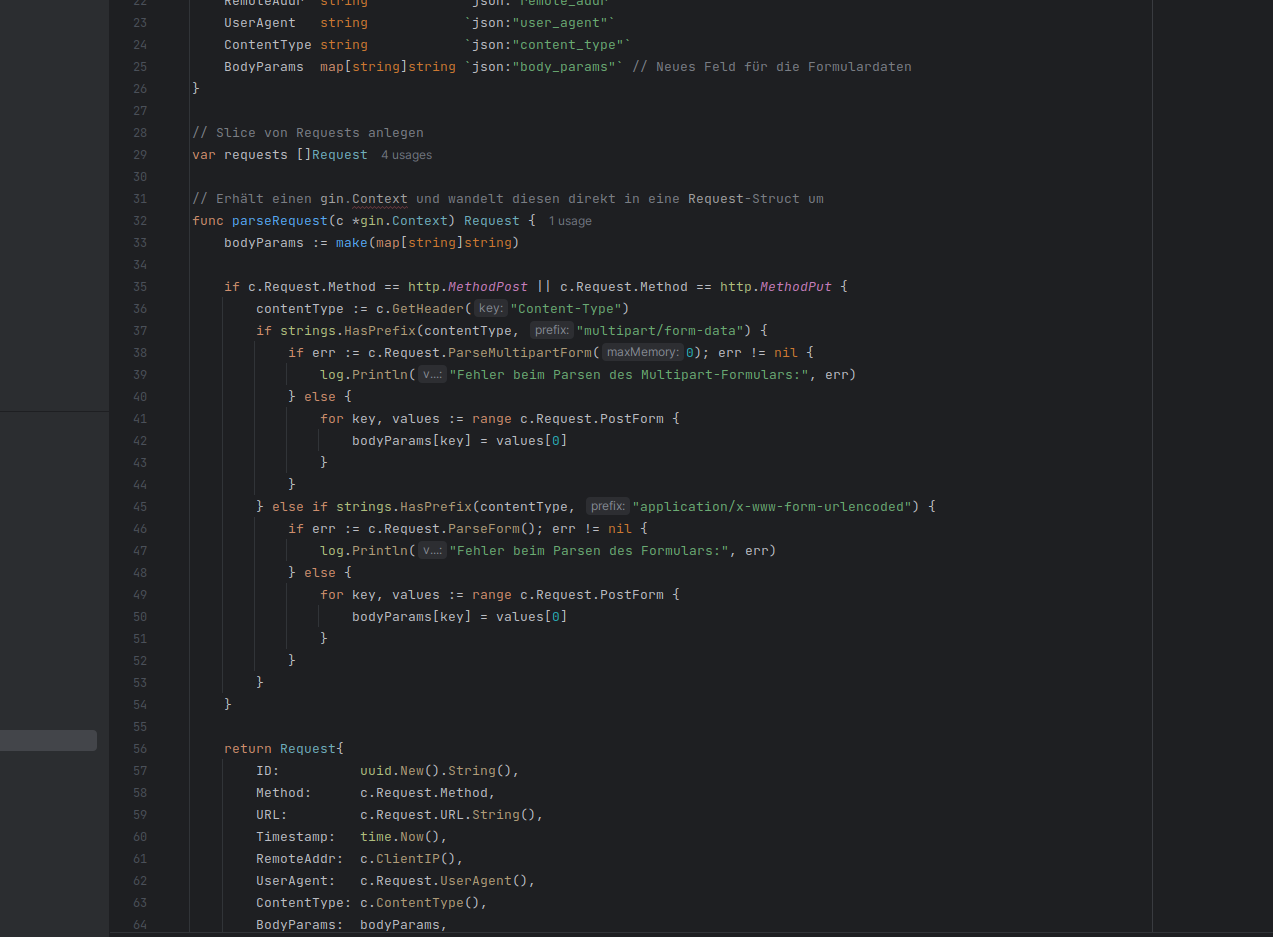 22 RemoteAddr string `json:"remote_addr"`
23 UserAgent string `json:"user_agent"`
24 ContentType string `json:"content_type"`
25 BodyParams map[string]string `json:"body_params"` // Neues Feld für die Formulardaten
26 }
27
28 // Slice von Requests anlegen
29 var requests []Request 4 usages
30
31 // Erhält einen gin.Context und wandelt diesen direkt in eine Request-Struct um
32 func parseRequest(c *gin.Context) Request { 1 usage
33 bodyParams := make(map[string]string)
34
35 if c.Request.Method == http.MethodPost || c.Request.Method == http.MethodPut {
36 contentType := c.GetHeader( key: "Content-Type")
37 if strings.HasPrefix(contentType, prefix: "multipart/form-data") {
38 if err := c.Request.ParseMultipartForm( maxMemory: 0); err != nil {
39 log.Println( v...: "Fehler beim Parsen des Multipart-Formulars:", err)
40 } else {
41 for key, values := range c.Request.PostForm {
42 bodyParams[key] = values[0]
43 }
44 }
45 } else if strings.HasPrefix(contentType, prefix: "application/x-www-form-urlencoded") {
46 if err := c.Request.ParseForm(); err != nil {
47 log.Println( v...: "Fehler beim Parsen des Formulars:", err)
48 } else {
49 for key, values := range c.Request.PostForm {
50 bodyParams[key] = values[0]
51 }
52 }
53 }
54 }
55
56 return Request{
57 ID: uuid.New().String(),
58 Method: c.Request.Method,
59 URL: c.Request.URL.String(),
60 Timestamp: time.Now(),
61 RemoteAddr: c.ClientIP(),
62 UserAgent: c.Request.UserAgent(),
63 ContentType: c.ContentType(),
64 BodyParams: bodyParams,